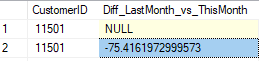 CustomerID Diff_LastMonth_vs_ThisMonth
1 11501 NULL
2 11501 -75.4161972999573